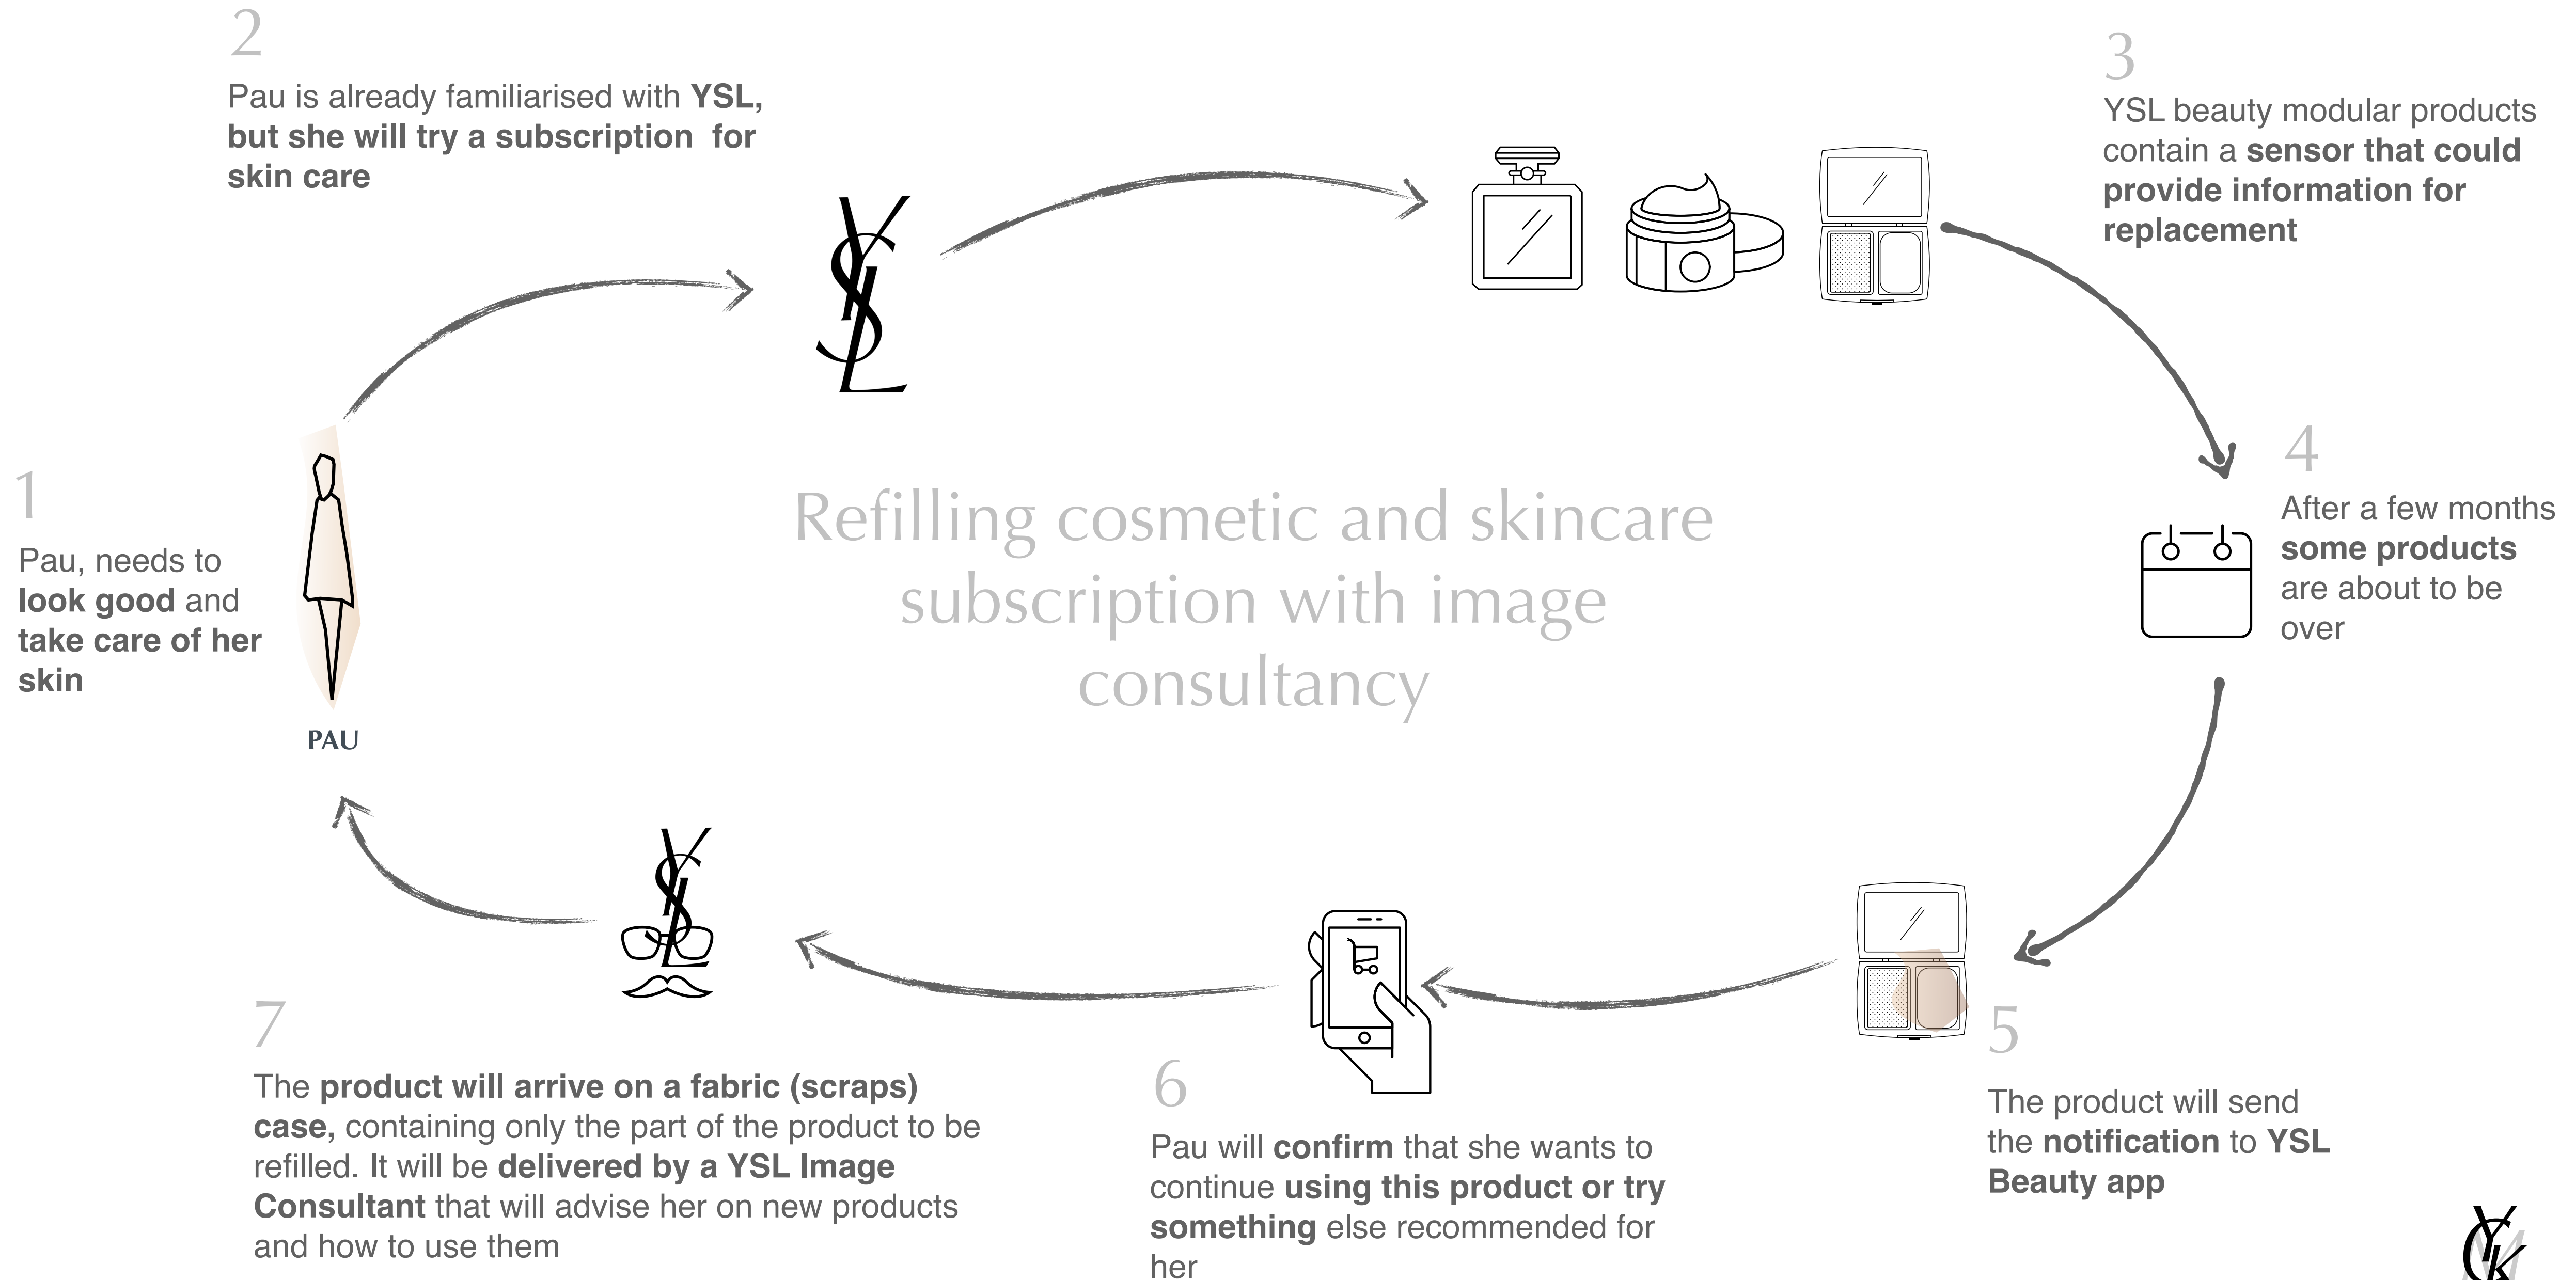 2
Pau is already familiarised with YSL,
but she will try a subscription  for
skin care
3
YSL beauty modular products
contain a sensor that could
provide information for
replacement
YSL
1
Pau, needs to
look good and
take care of her
skin
PAU
Refilling cosmetic and skincare
subscription with image
consultancy
4
After a few months
some products
are about to be
over
YSL
7
The product will arrive on a fabric (scraps)
case, containing only the part of the product to be
refilled. It will be delivered by a YSL Image
Consultant that will advise her on new products
and how to use them
6
Pau will confirm that she wants to
continue using this product or try
something else recommended for
her
5
The product will send
the notification to YSL
Beauty app